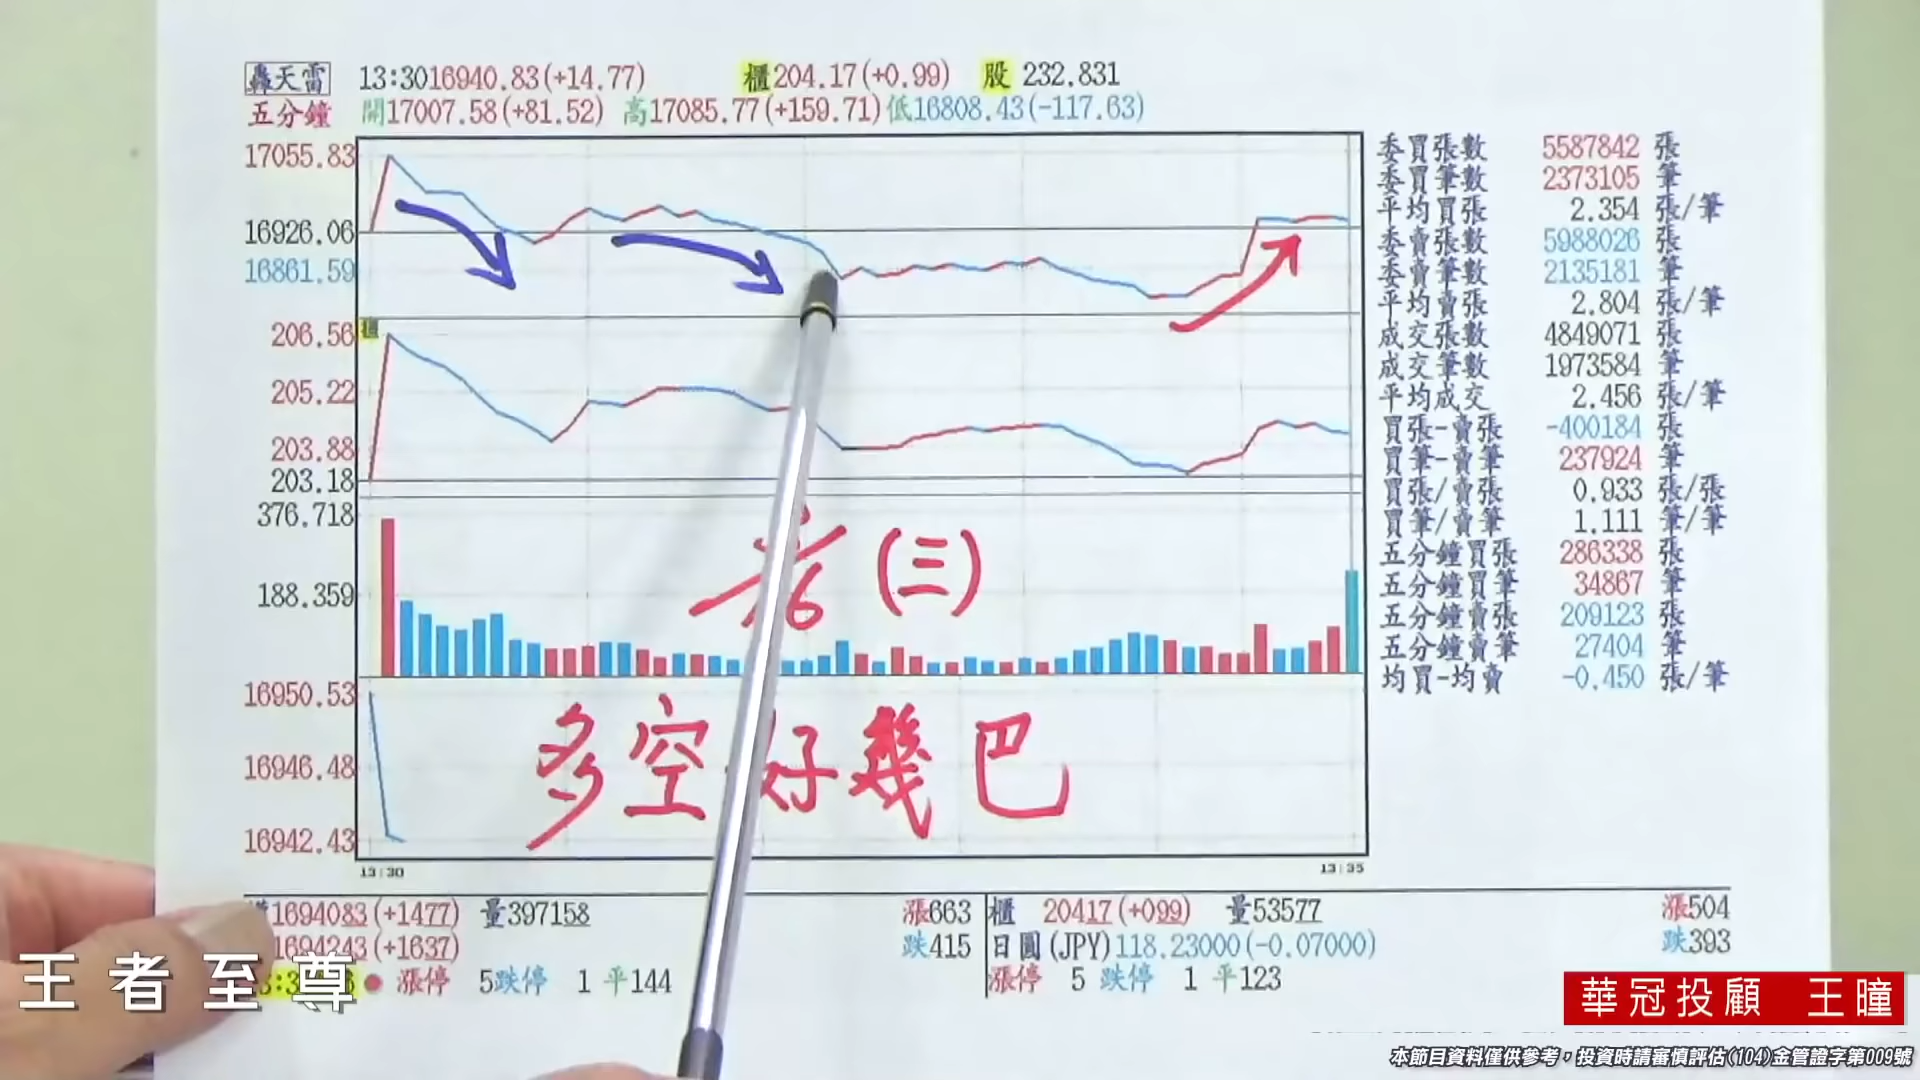 轟天雷 13:30 16940.83(+14.77) 櫃204.17(+0.99) 股 232.831
五分鐘 開17007.58(+81.52) 高17085.77(+159.71) 低16808.43(-117.63)
17055.83
16926.06
16861.59
櫃
206.56
205.22
203.88
203.18
376.718
188.359
(三)
16950.53
16946.48
16942.43
多空好幾巴
13:30
13:35
委買張數 5587842 張
委買筆數 2373105 筆
平均買張 2.354 張/筆
委賣張數 5988026 張
委賣筆數 2135181 筆
平均賣張 2.804 張/筆
成交張數 4849071 張
成交筆數 1973584 筆
平均成交 2.456 張/筆
買張-賣張 -400184 張
買筆-賣筆 237924 筆
買張/賣張 0.933 張/張
買筆/賣筆 1.111 筆/筆
五分鐘買張 286338 張
五分鐘買筆 34867 筆
五分鐘賣張 209123 張
五分鐘賣筆 27404 筆
均買-均賣 -0.450 張/筆
1694083(+1477) 量397158 漲663
1694243(+1637) 跌415
漲停 5跌停 1 平144
櫃 20417(+099) 量53577 漲504
日圓(JPY)118.23000(-0.07000) 跌393
漲停 5 跌停 1 平123
王者至尊
華冠投顧 王曈
本節目資料僅供參考，投資時請審慎評估(104)金管證字第009號